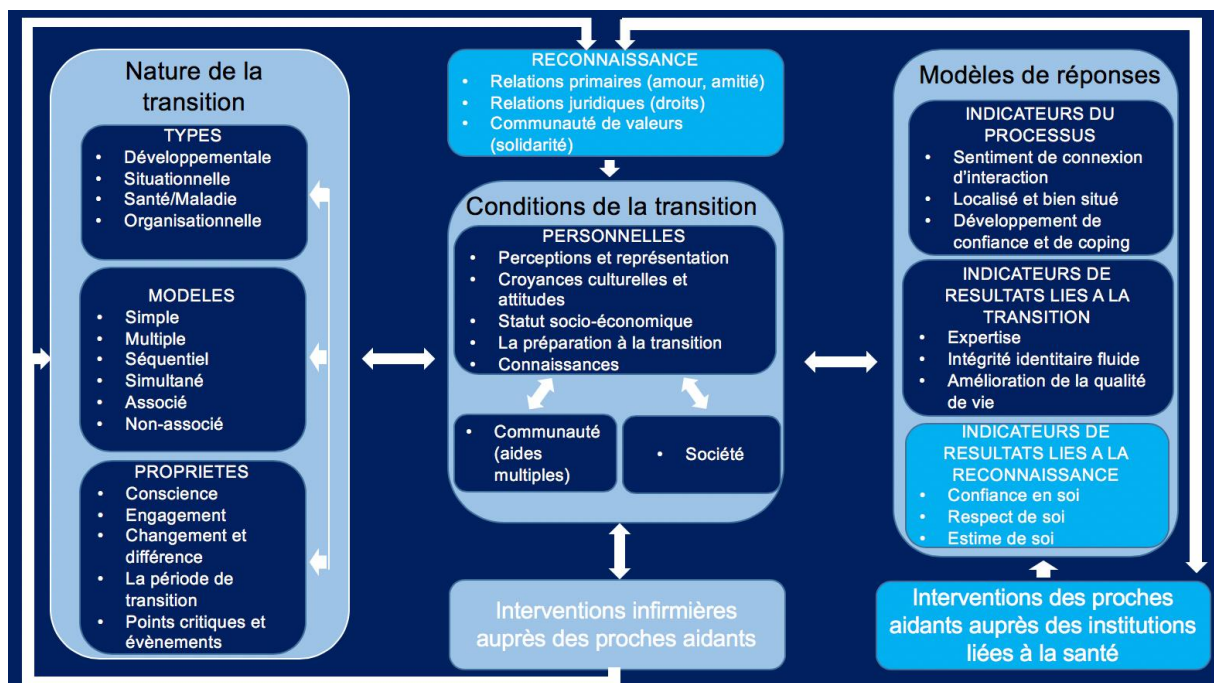 Nature de la
transition
TYPES
• Développementale
• Situationnelle
• Santé/Maladie
• Organisationnelle
MODELES
• Simple
• Multiple
• Séquentiel
• Simultané
• Associé
• Non-associé
PROPRIETES
• Conscience
• Engagement
• Changement et
différence
• La période de
transition
• Points critiques et
évènements
RECONNAISSANCE
• Relations primaires (amour, amitié)
• Relations juridiques (droits)
• Communauté de valeurs
(solidarité)
Conditions de la transition
PERSONNELLES
• Perceptions et représentation
• Croyances culturelles et
attitudes
• Statut socio-économique
• La préparation à la transition
• Connaissances
• Communauté
(aides
multiples)
• Société
Interventions infirmières
auprès des proches aidants
Modèles de réponses
INDICATEURS DU
PROCESSUS
• Sentiment de connexion
d'interaction
• Localisé et bien situé
• Développement de
confiance et de coping
INDICATEURS DE
RESULTATS LIES A LA
TRANSITION
• Expertise
• Intégrité identitaire fluide
• Amélioration de la qualité
de vie
INDICATEURS DE
RESULTATS LIES A LA
RECONNAISSANCE
• Confiance en soi
• Respect de soi
• Estime de soi
Interventions des proches
aidants auprès des institutions
liées à la santé